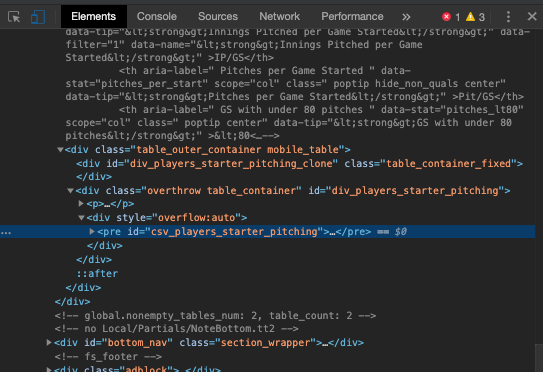 Elements Console Sources Network Performance » 1 3
data-tip="&lt;strong&gt;Innings Pitched per Game Started&lt;/strong&gt;" data-
filter="1" data-name="&lt;strong&gt;Innings Pitched per Game
Started&lt;/strong&gt;" >IP/GS</th>
<th aria-label=" Pitches per Game Started " data-
stat="pitches_per_start" scope="col" class=" poptip hide_non_quals center"
data-tip="&lt;strong&gt;Pitches per Game Started&lt;/strong&gt;" >Pit/GS</th>
<th aria-label=" GS with under 80 pitches " data-stat="pitches_lt80"
scope="col" class=" poptip center" data-tip="&lt;strong&gt;GS with under 80
pitches&lt;/strong&gt;" >&lt;80<…-->
▼<div class="table_outer_container mobile_table">
<div id="div_players_starter_pitching_clone" class="table_container_fixed">
</div>
▼<div class="overthrow table_container" id="div_players_starter_pitching">
▶<p>…</p>
▼<div style="overflow:auto">
… ▶<pre id="csv_players_starter_pitching">…</pre> == $0
</div>
</div>
::after
</div>
</div>
<!-- global.nonempty_tables_num: 2, table_count: 2 -->
<!-- no Local/Partials/NoteBottom.tt2 -->
▶<div id="bottom_nav" class="section_wrapper">…</div>
<!-- fs_footer -->
▶<div class="adblock">…</div>